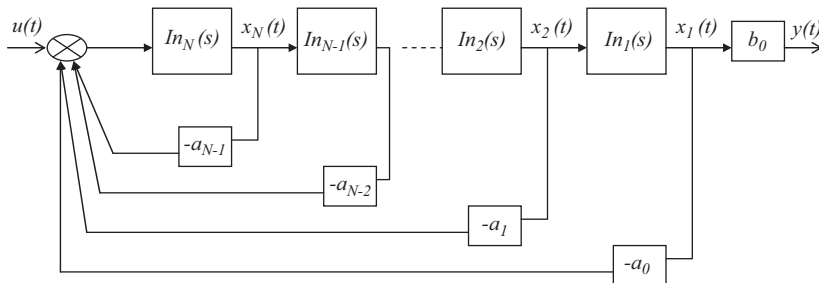 u(t) In_N(s) x_N(t) In_{N-1}(s) In_2(s) x_2(t) In_1(s) x_1(t) b_0 y(t)
-a_{N-1}
-a_{N-2}
-a_1
-a_0